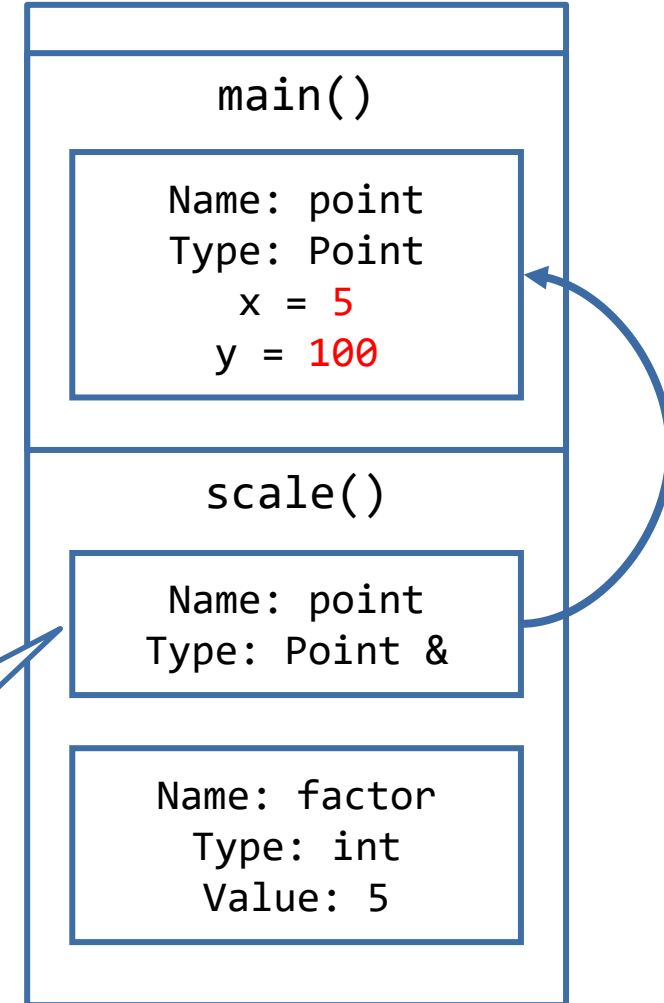 main()
Name: point
Type: Point
x = 5
y = 100
scale()
Name: point
Type: Point &
Name: factor
Type: int
Value: 5